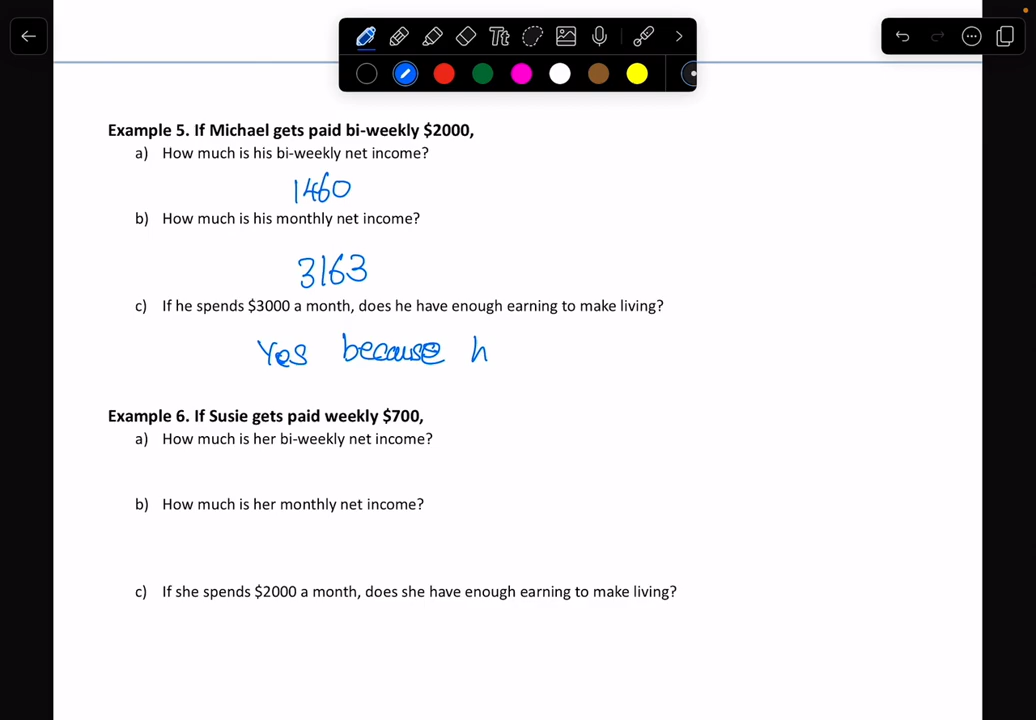 Tt
Example 5. If Michael gets paid bi-weekly $2000,
a) How much is his bi-weekly net income?
1460
b) How much is his monthly net income?
3163
c) If he spends $3000 a month, does he have enough earning to make living?
Yes because h
Example 6. If Susie gets paid weekly $700,
a) How much is her bi-weekly net income?
b) How much is her monthly net income?
c) If she spends $2000 a month, does she have enough earning to make living?